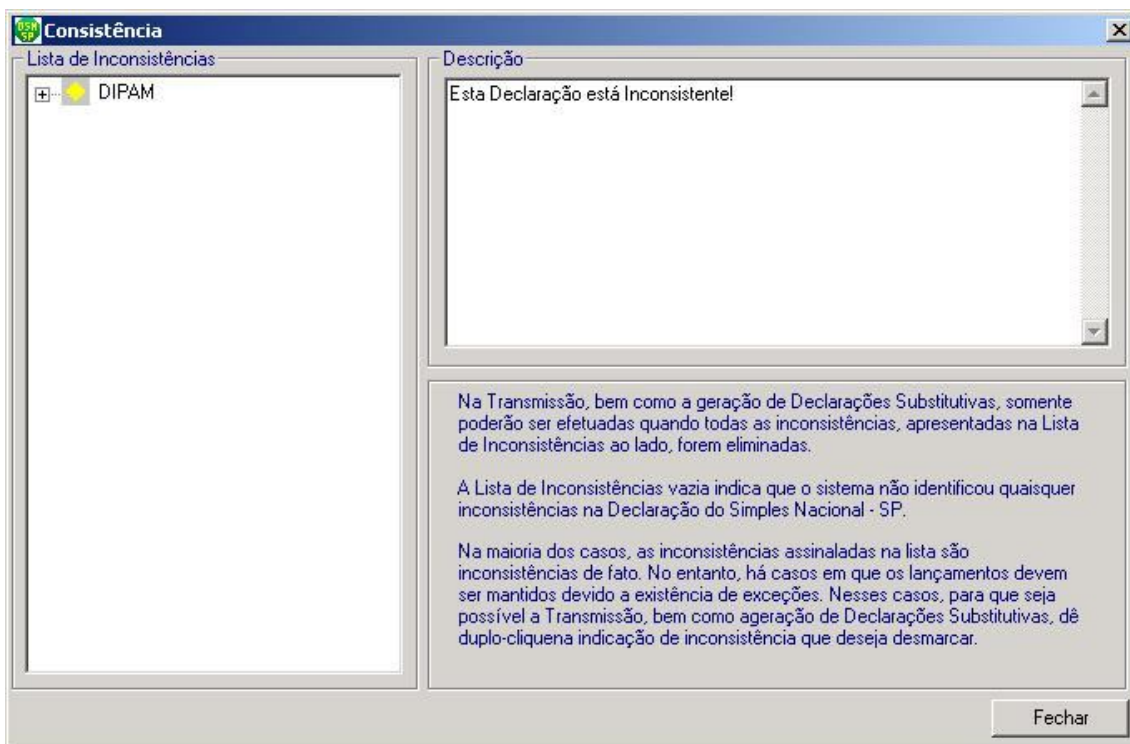 DSN
SP
Consistência
Lista de Inconsistências
DIPAM
Descrição
Esta Declaração está Inconsistente!
Na Transmissão, bem como a geração de Declarações Substitutivas, somente
poderão ser efetuadas quando todas as inconsistências, apresentadas na Lista
de Inconsistências ao lado, forem eliminadas.
A Lista de Inconsistências vazia indica que o sistema não identificou quaisquer
inconsistências na Declaração do Simples Nacional - SP.
Na maioria dos casos, as inconsistências assinaladas na lista são
inconsistências de fato. No entanto, há casos em que os lançamentos devem
ser mantidos devido a existência de exceções. Nesses casos, para que seja
possível a Transmissão, bem como ageração de Declarações Substitutivas, dê
duplo-cliquena indicação de inconsistência que deseja desmarcar.
Fechar